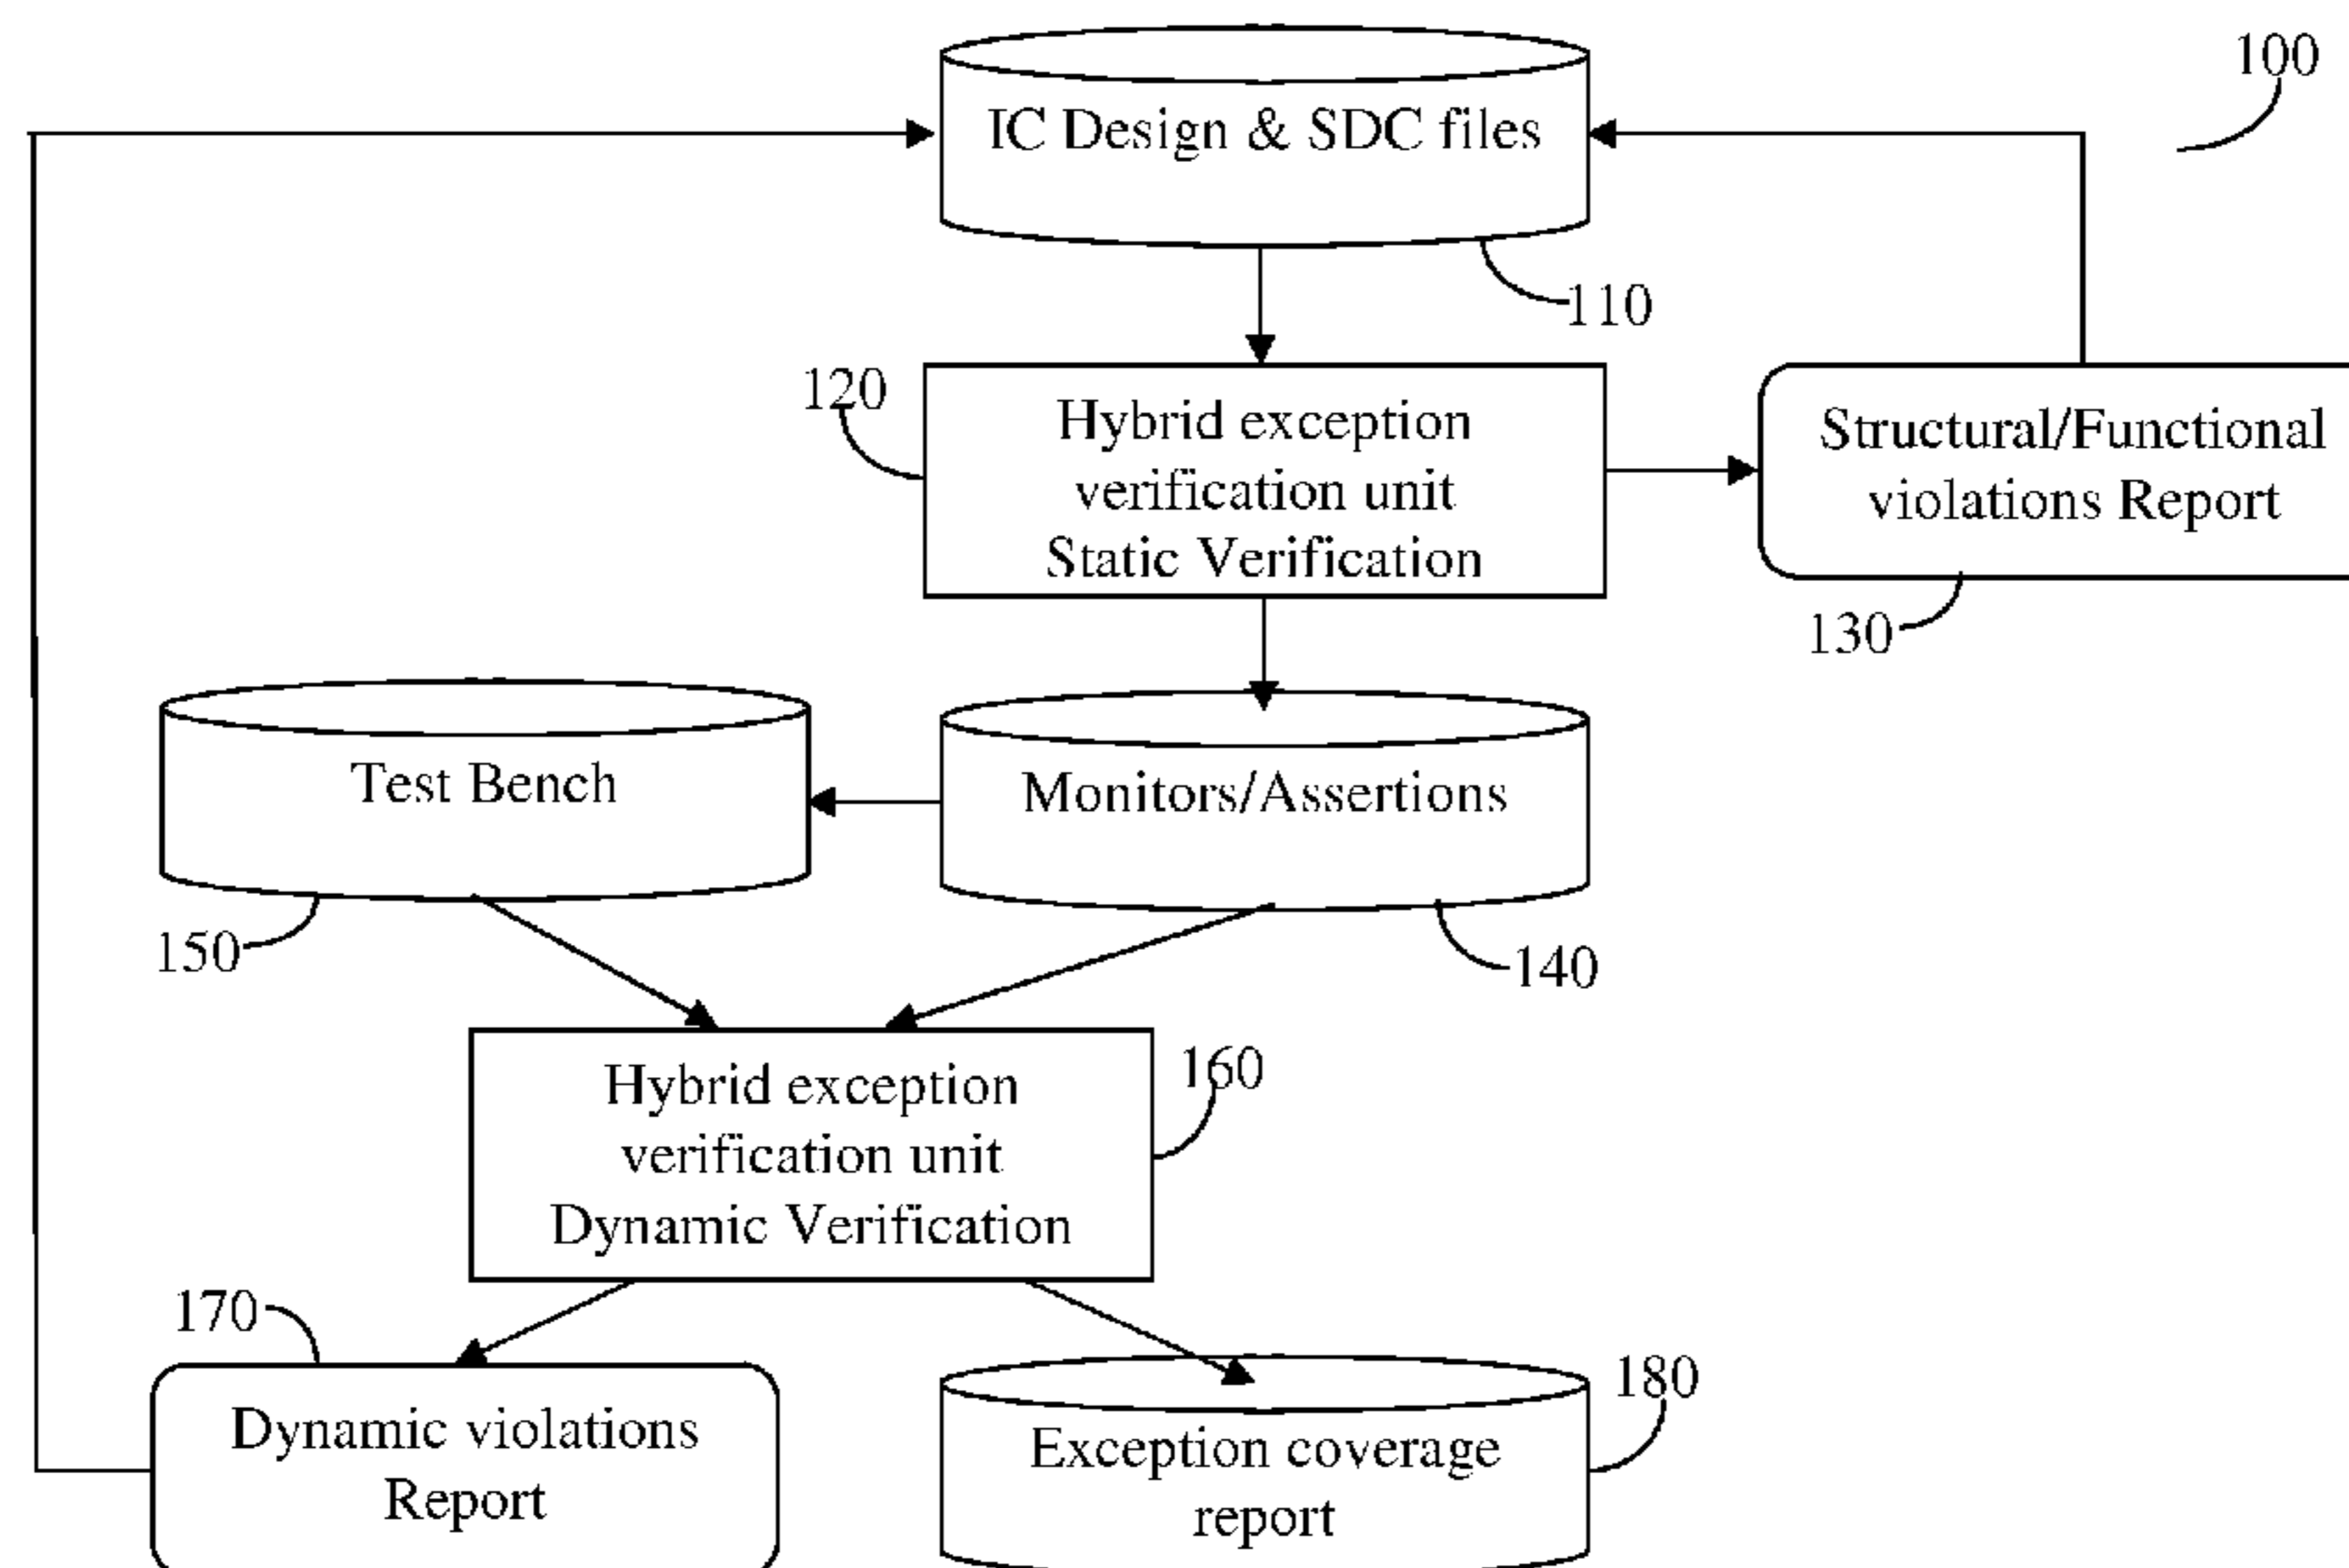 100
IC Design & SDC files
110
120
Hybrid exception
verification unit
Static Verification
Structural/Functional
violations Report
130
Test Bench
Monitors/Assertions
150
140
Hybrid exception
verification unit
Dynamic Verification
160
170
Dynamic violations
Report
180
Exception coverage
report